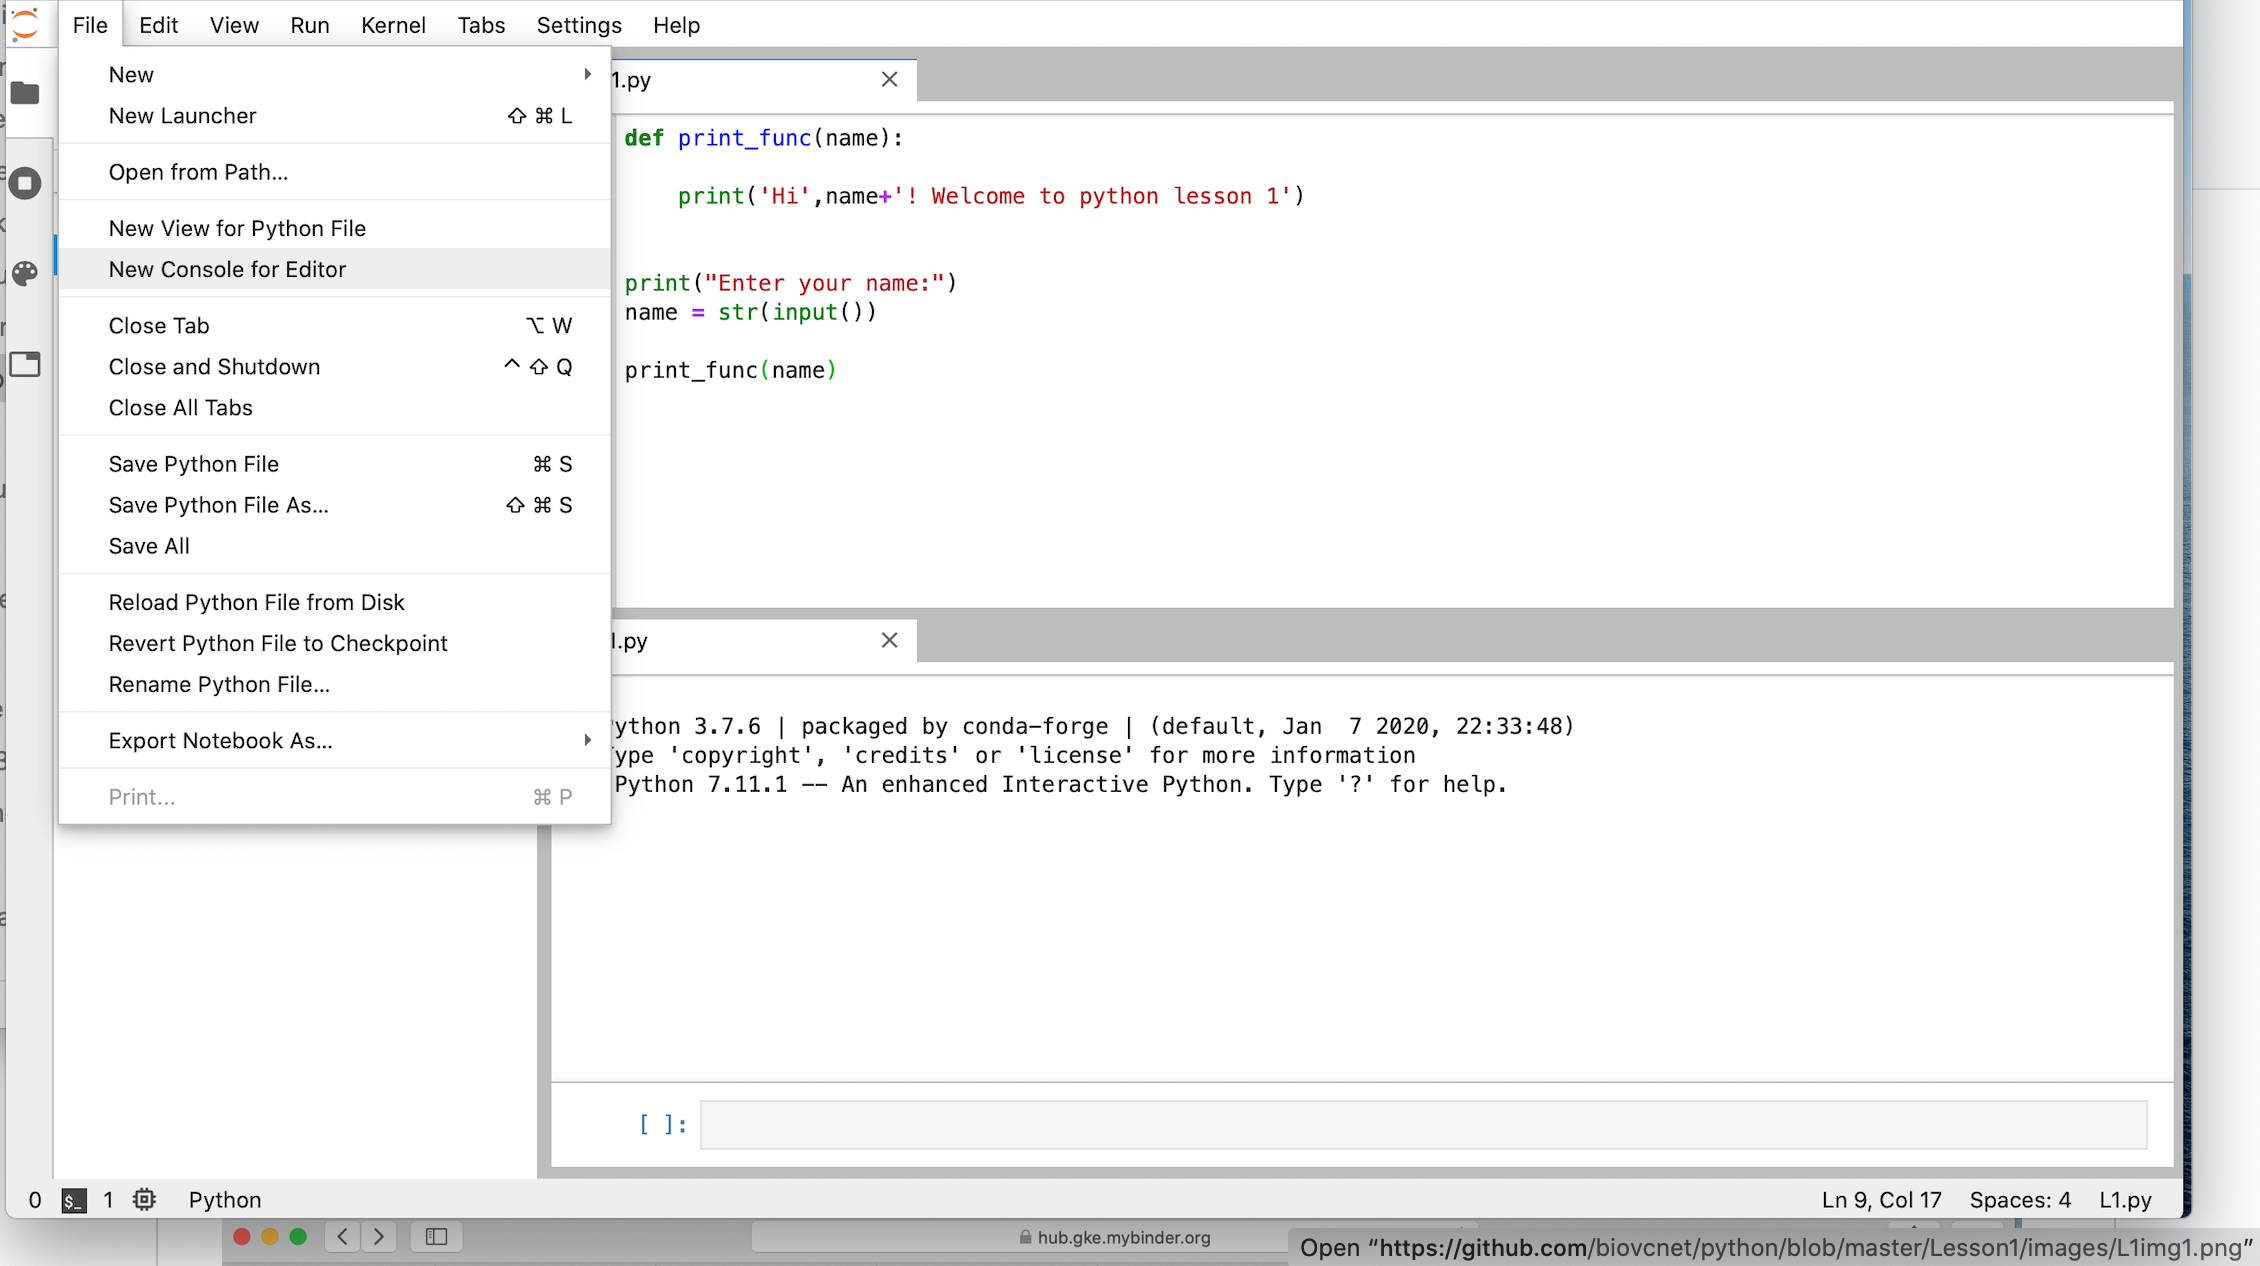 File Edit View Run Kernel Tabs Settings Help
New
New Launcher ⇧ ⌘ L
Open from Path...
New View for Python File
New Console for Editor
Close Tab ⌥ W
Close and Shutdown ^ ⇧ Q
Close All Tabs
Save Python File ⌘ S
Save Python File As... ⇧ ⌘ S
Save All
Reload Python File from Disk
Revert Python File to Checkpoint
Rename Python File...
Export Notebook As...
Print... ⌘ P
1.py
def print_func(name):
print('Hi',name+'! Welcome to python lesson 1')
print("Enter your name:")
name = str(input())
print_func(name)
.py
ython 3.7.6 | packaged by conda-forge | (default, Jan  7 2020, 22:33:48)
ype 'copyright', 'credits' or 'license' for more information
Python 7.11.1 -- An enhanced Interactive Python. Type '?' for help.
[ ]:
0 $_ 1 Python Ln 9, Col 17 Spaces: 4 L1.py
hub.gke.mybinder.org
Open “https://github.com/biovcnet/python/blob/master/Lesson1/images/L1img1.png”